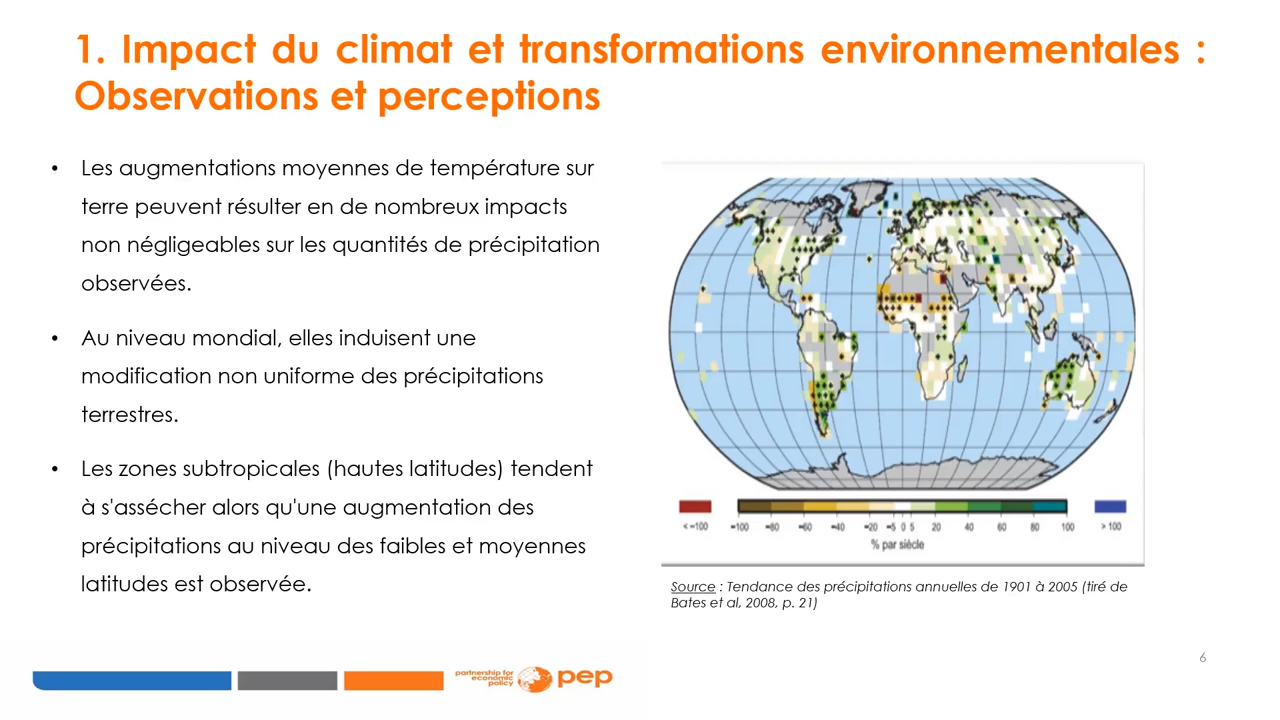 1. Impact du climat et transformations environnementales :
Observations et perceptions
• Les augmentations moyennes de température sur
terre peuvent résulter en de nombreux impacts
non négligeables sur les quantités de précipitation
observées.
• Au niveau mondial, elles induisent une
modification non uniforme des précipitations
terrestres.
• Les zones subtropicales (hautes latitudes) tendent
à s'assécher alors qu'une augmentation des
précipitations au niveau des faibles et moyennes
latitudes est observée.
< -100 -100 -80 -60 -40 -20 -5 0 5 20 40 60 80 100 > 100
% par siècle
Source : Tendance des précipitations annuelles de 1901 à 2005 (tiré de
Bates et al, 2008, p. 21)
6
partnership for
economic
policy
pep